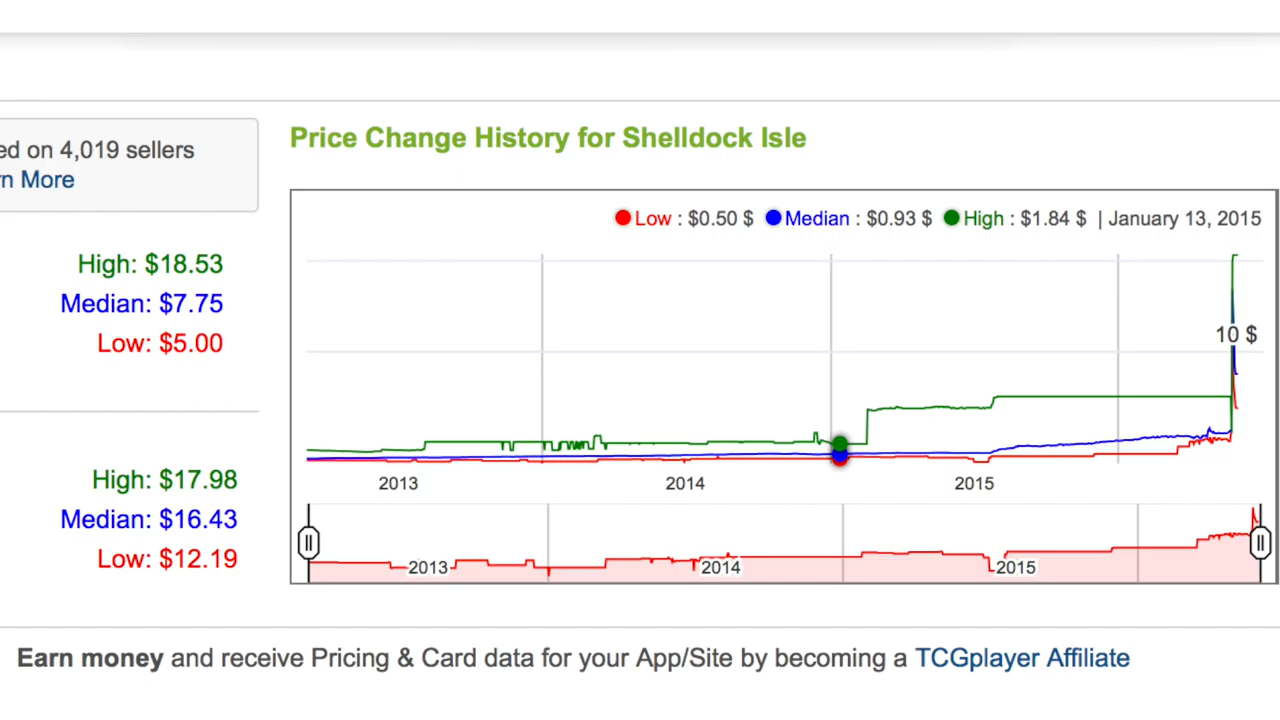 ed on 4,019 sellers
rn More
High: $18.53
Median: $7.75
Low: $5.00
High: $17.98
Median: $16.43
Low: $12.19
Price Change History for Shelldock Isle
Low : $0.50 $ Median : $0.93 $ High : $1.84 $ | January 13, 2015
10 $
2013 2014 2015
2013 2014 2015
Earn money and receive Pricing & Card data for your App/Site by becoming a TCGplayer Affiliate